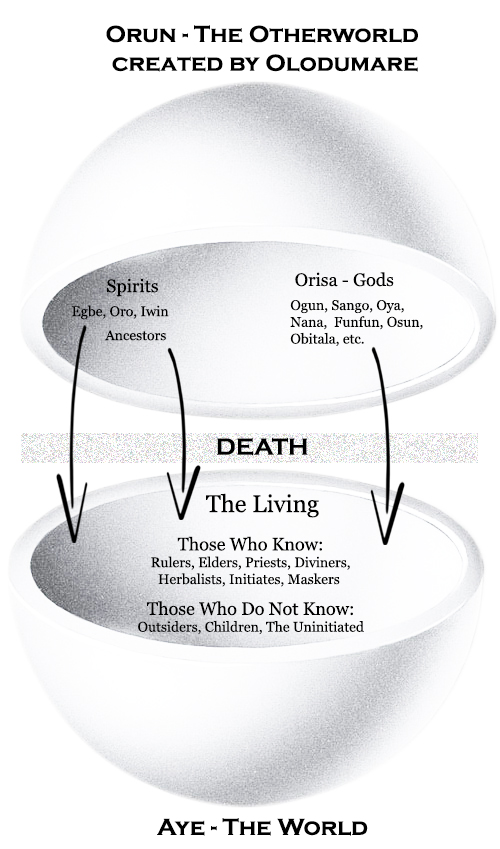 Orun - The Otherworld
created by Olodumare
Spirits
Egbe, Oro, Iwin
Ancestors
Orisa - Gods
Ogun, Sango, Oya,
Nana, Funfun, Osun,
Obitala, etc.
DEATH
The Living
Those Who Know:
Rulers, Elders, Priests, Diviners,
Herbalists, Initiates, Maskers
Those Who Do Not Know:
Outsiders, Children, The Uninitiated
Aye - The World